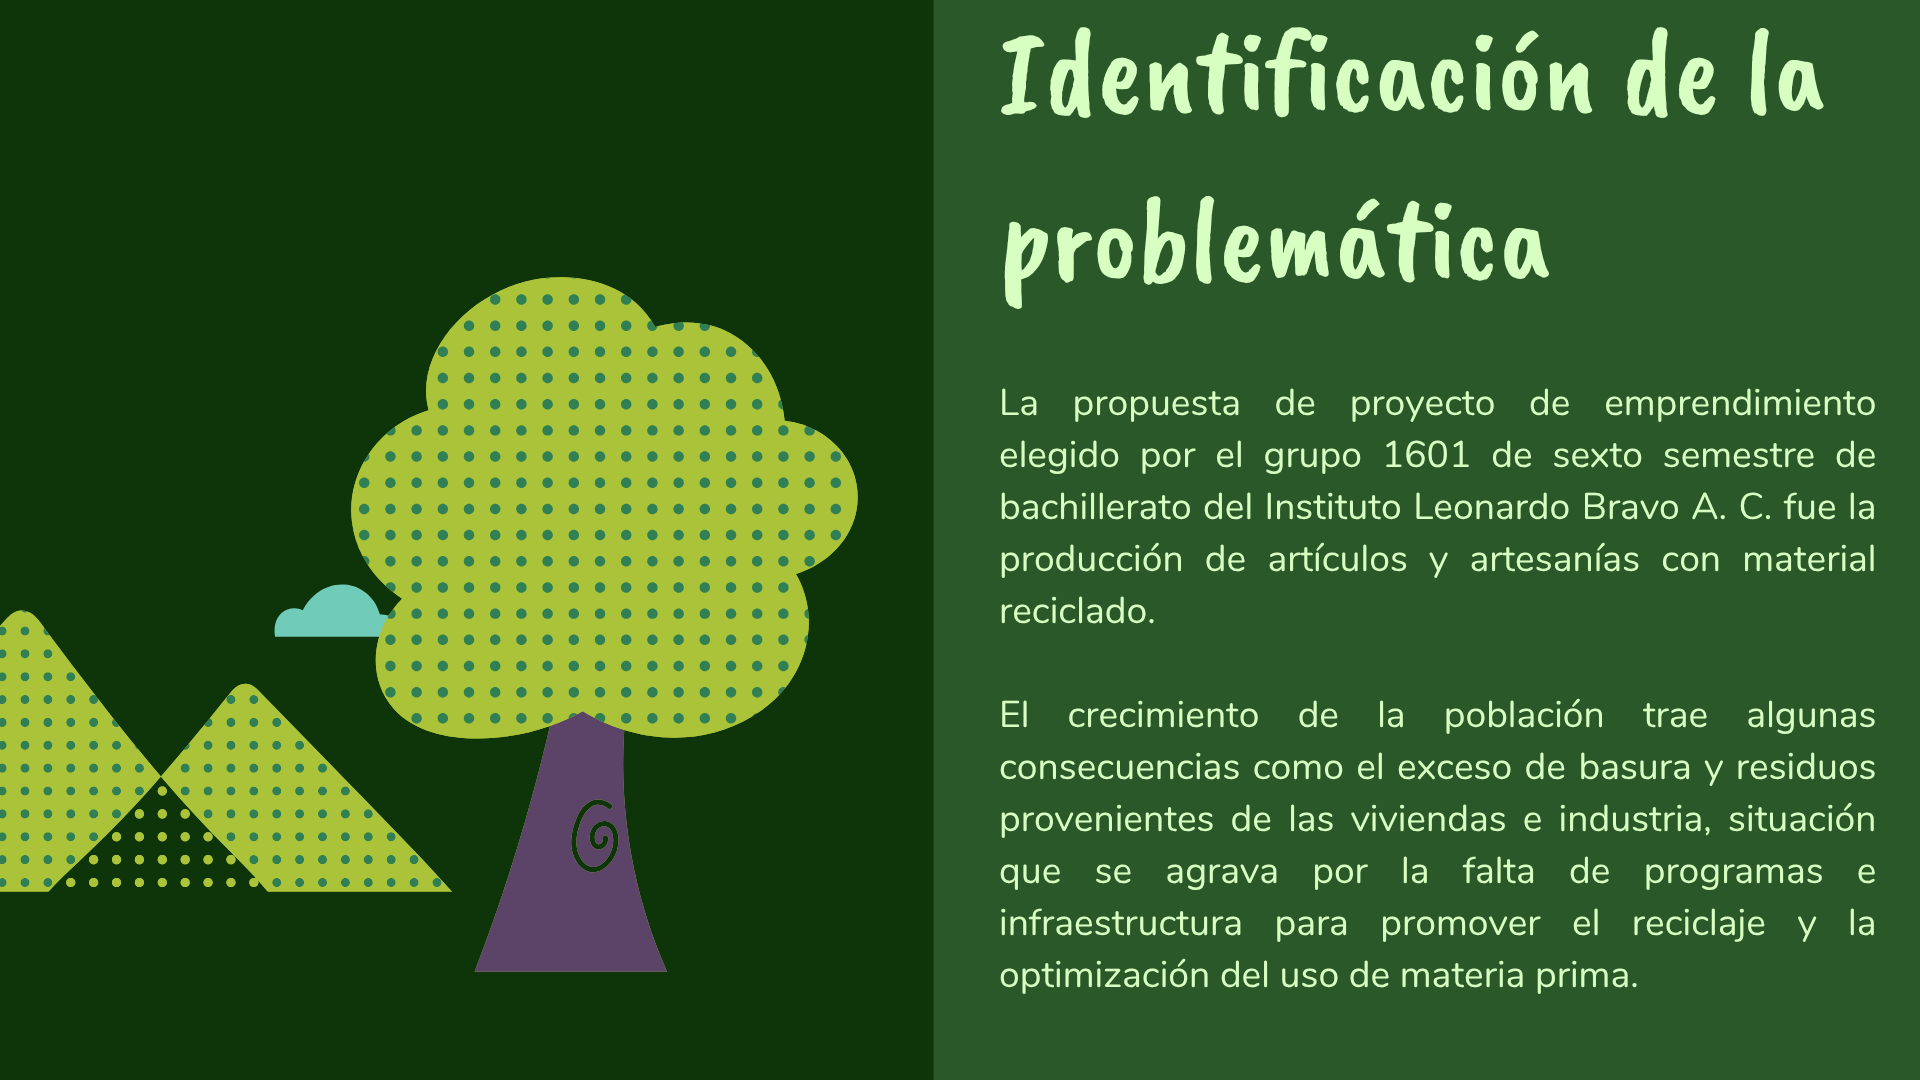 Identificación de la
problemática
La propuesta de proyecto de emprendimiento
elegido por el grupo 1601 de sexto semestre de
bachillerato del Instituto Leonardo Bravo A. C. fue la
producción de artículos y artesanías con material
reciclado.
El crecimiento de la población trae algunas
consecuencias como el exceso de basura y residuos
provenientes de las viviendas e industria, situación
que se agrava por la falta de programas e
infraestructura para promover el reciclaje y la
optimización del uso de materia prima.